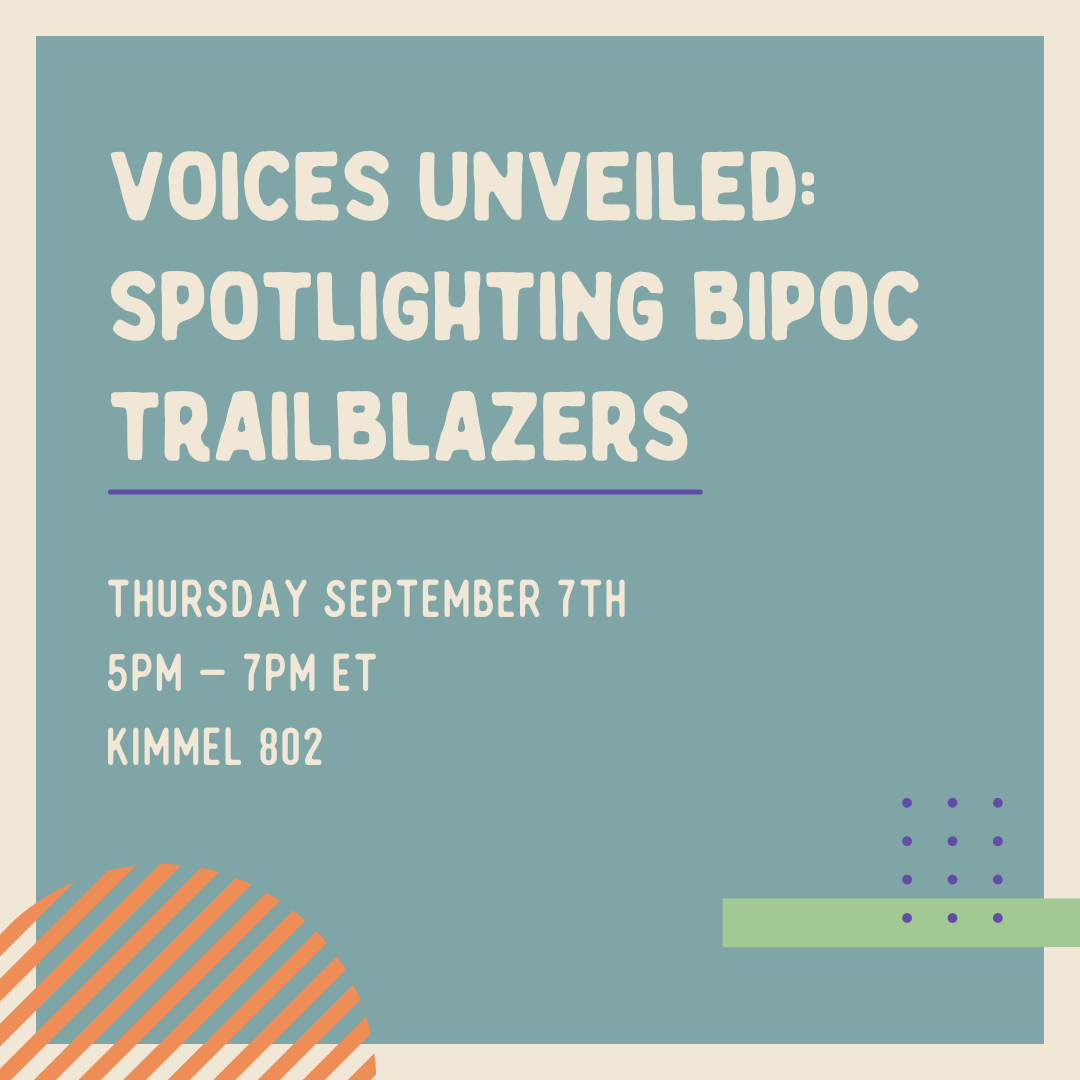 VOICES UNVEILED:
SPOTLIGHTING BIPOC
TRAILBLAZERS
THURSDAY SEPTEMBER 7TH
5PM – 7PM ET
KIMMEL 802